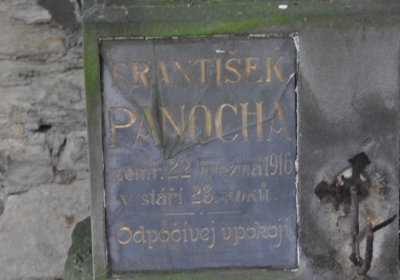 FRANTIŠEK
PANOCHA
zemř. 22 března 1916
v stáří 28 roků.
Odpočívej v pokoji